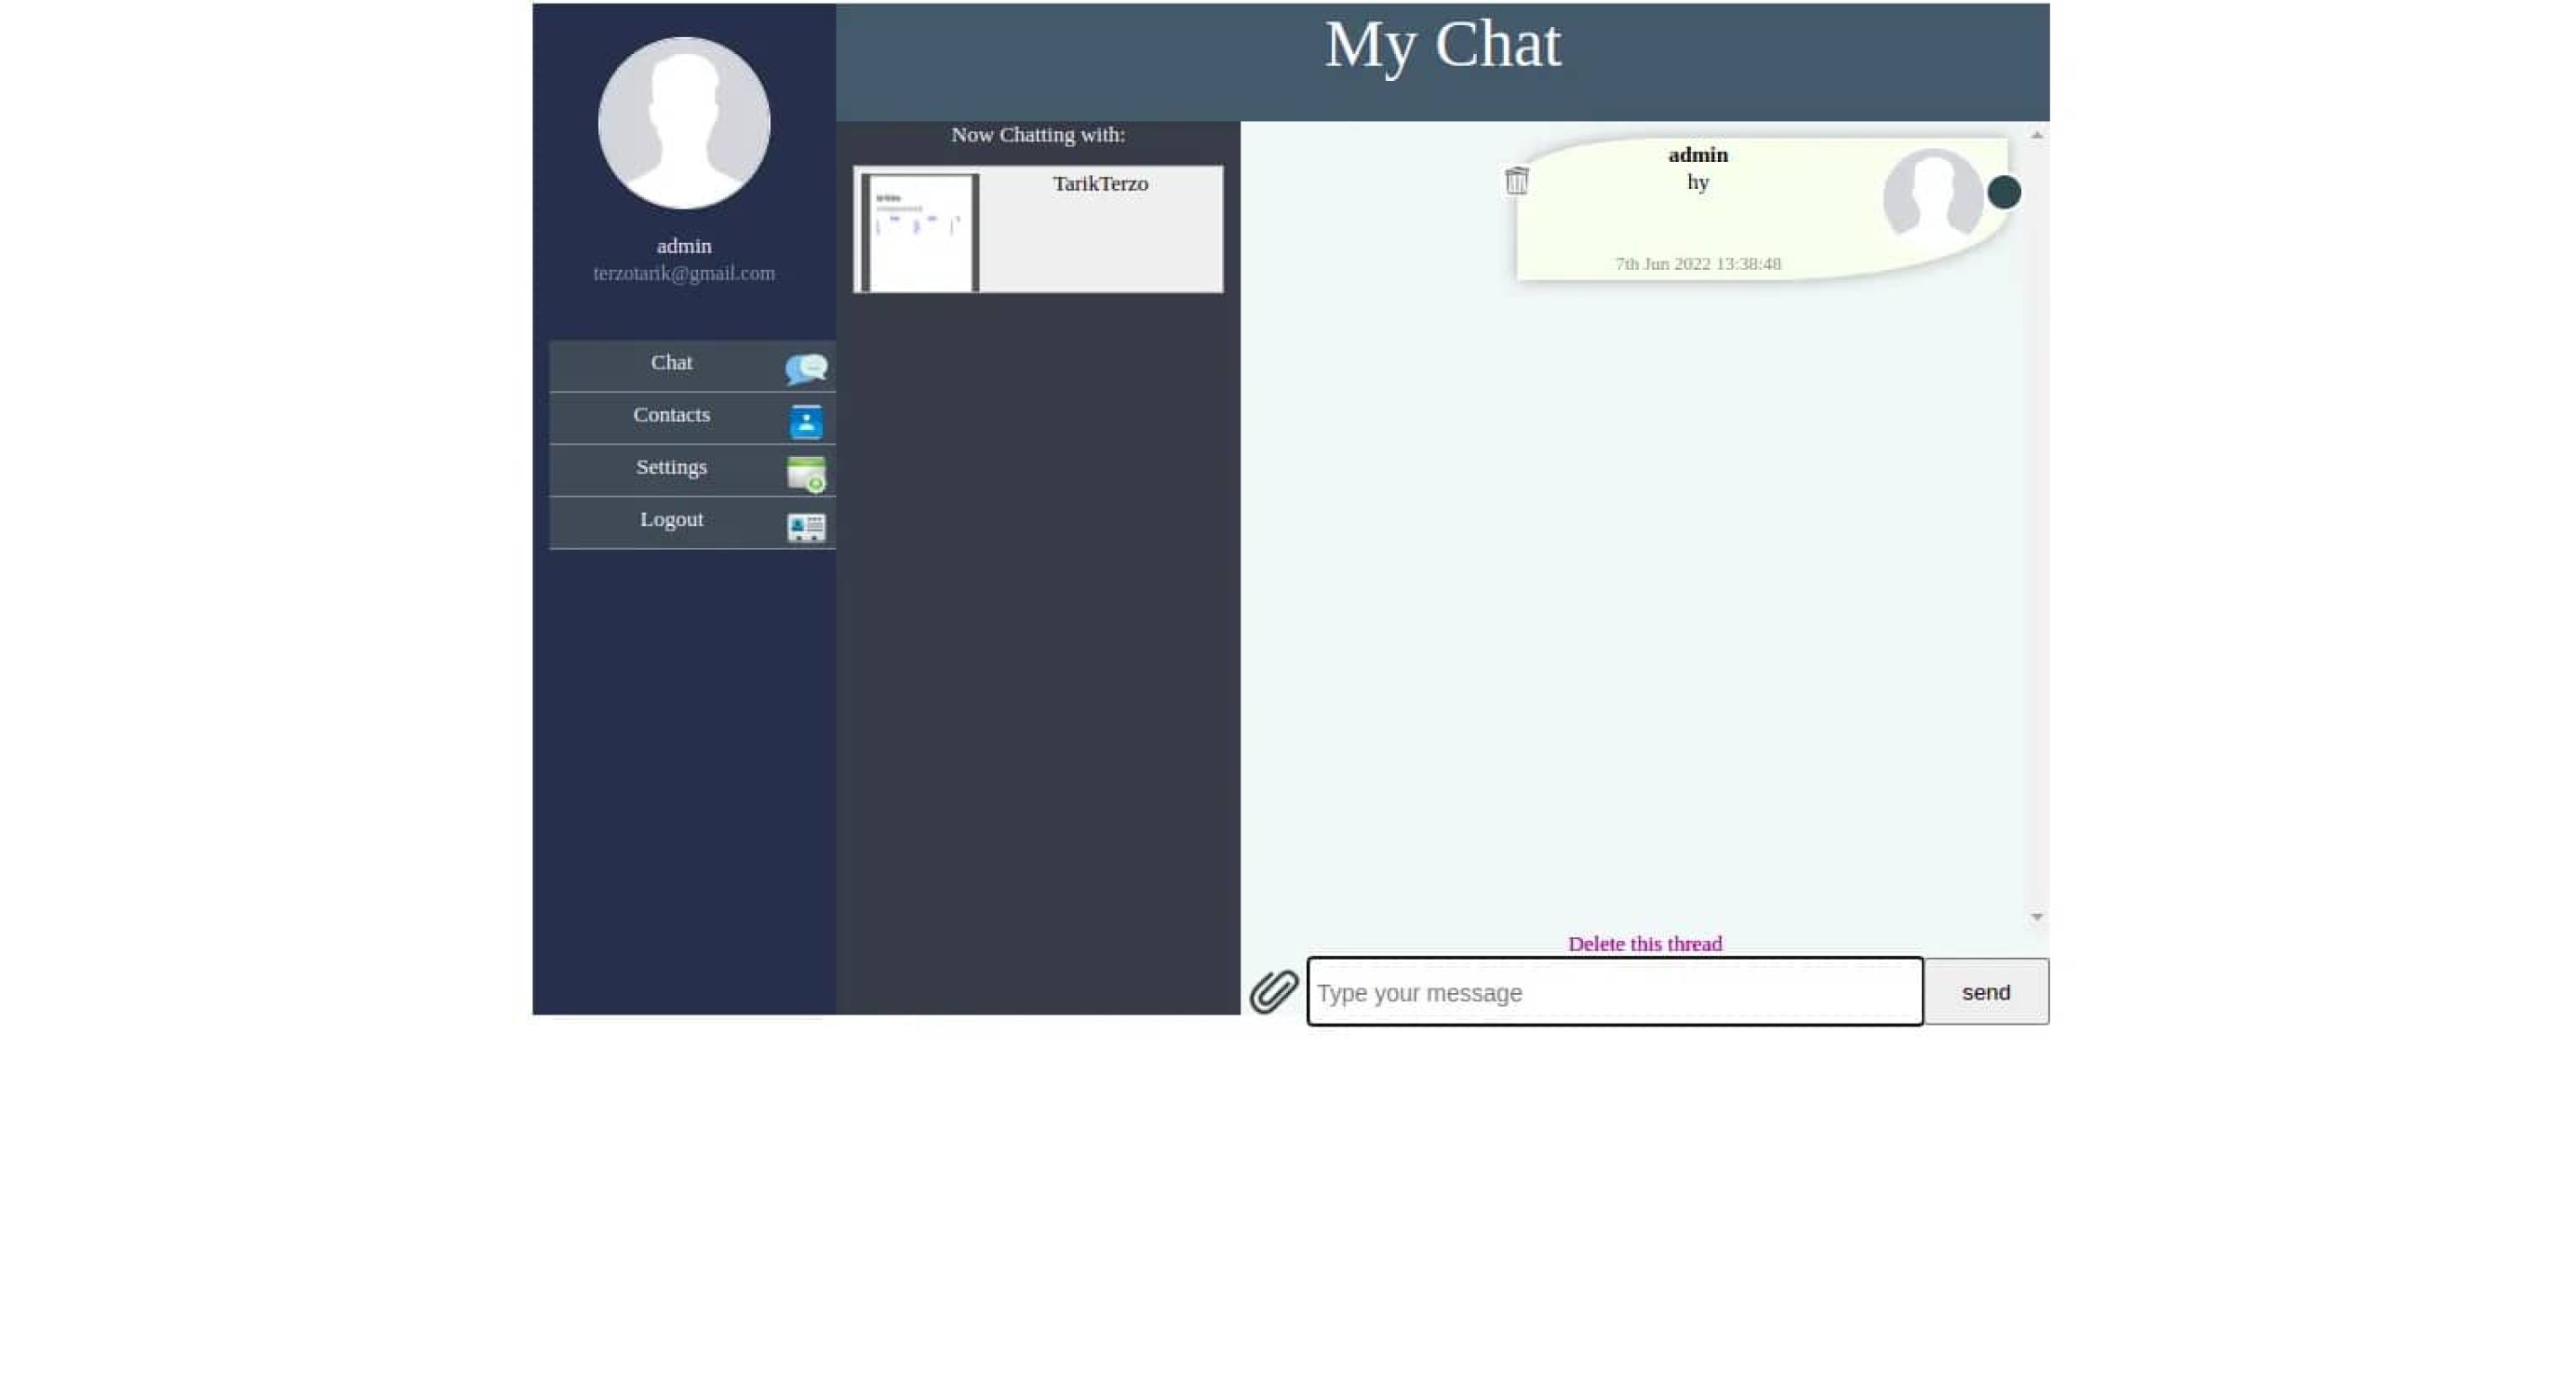 My Chat
admin
terzotarik@gmail.com
Chat
Contacts
Settings
Logout
Now Chatting with:
TarikTerzo
admin
hy
7th Jun 2022 13:38:48
Delete this thread
Type your message
send